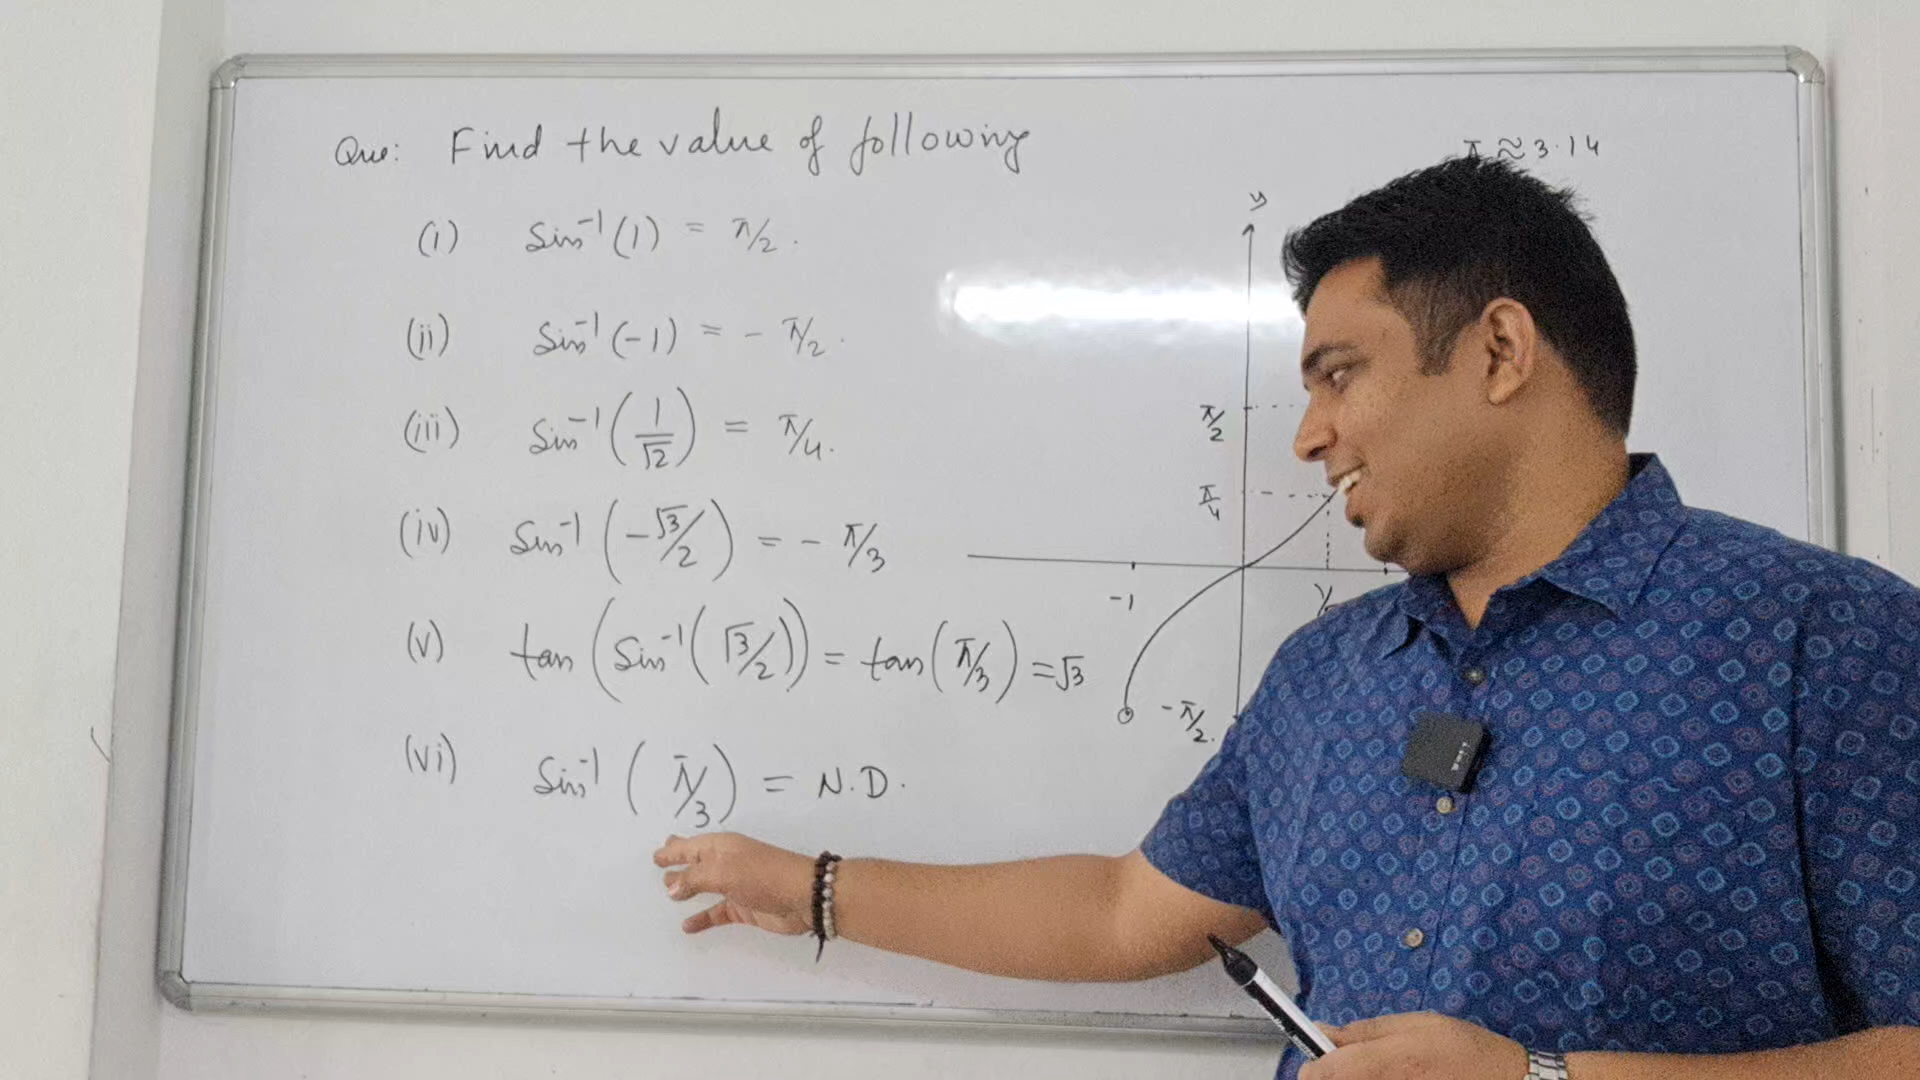 Que: Find the value of following
(i) Sin⁻¹(1) = π/2.
(ii) Sin⁻¹(-1) = - π/2.
(iii) Sin⁻¹(1/√2) = π/4.
(iv) Sin⁻¹(-√3/2) = - π/3
(v) tan(Sin⁻¹(√3/2)) = tan(π/3) = √3
(vi) Sin⁻¹(π/3) = N.D.
π ≈ 3.14
y
π/2
π/4
-1
-π/2.